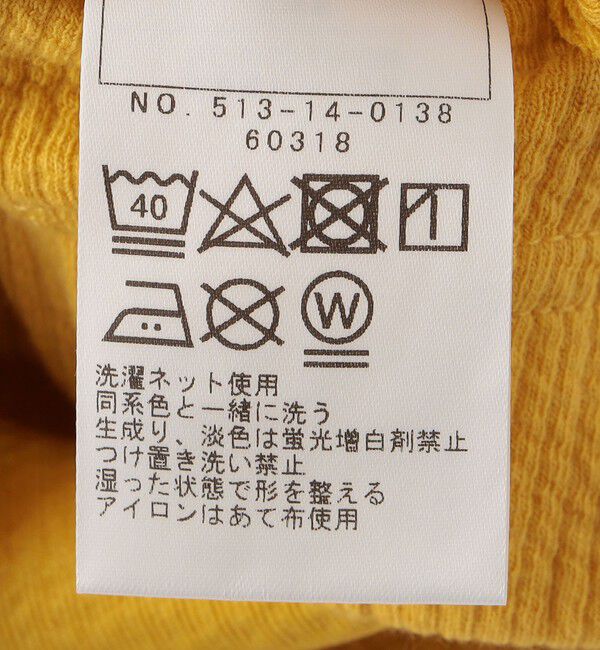 NO. 513-14-0138
60318
40
W
洗濯ネット使用
同系色と一緒に洗う
生成り、淡色は蛍光増白剤禁止
つけ置き洗い禁止
湿った状態で形を整える
アイロンはあて布使用